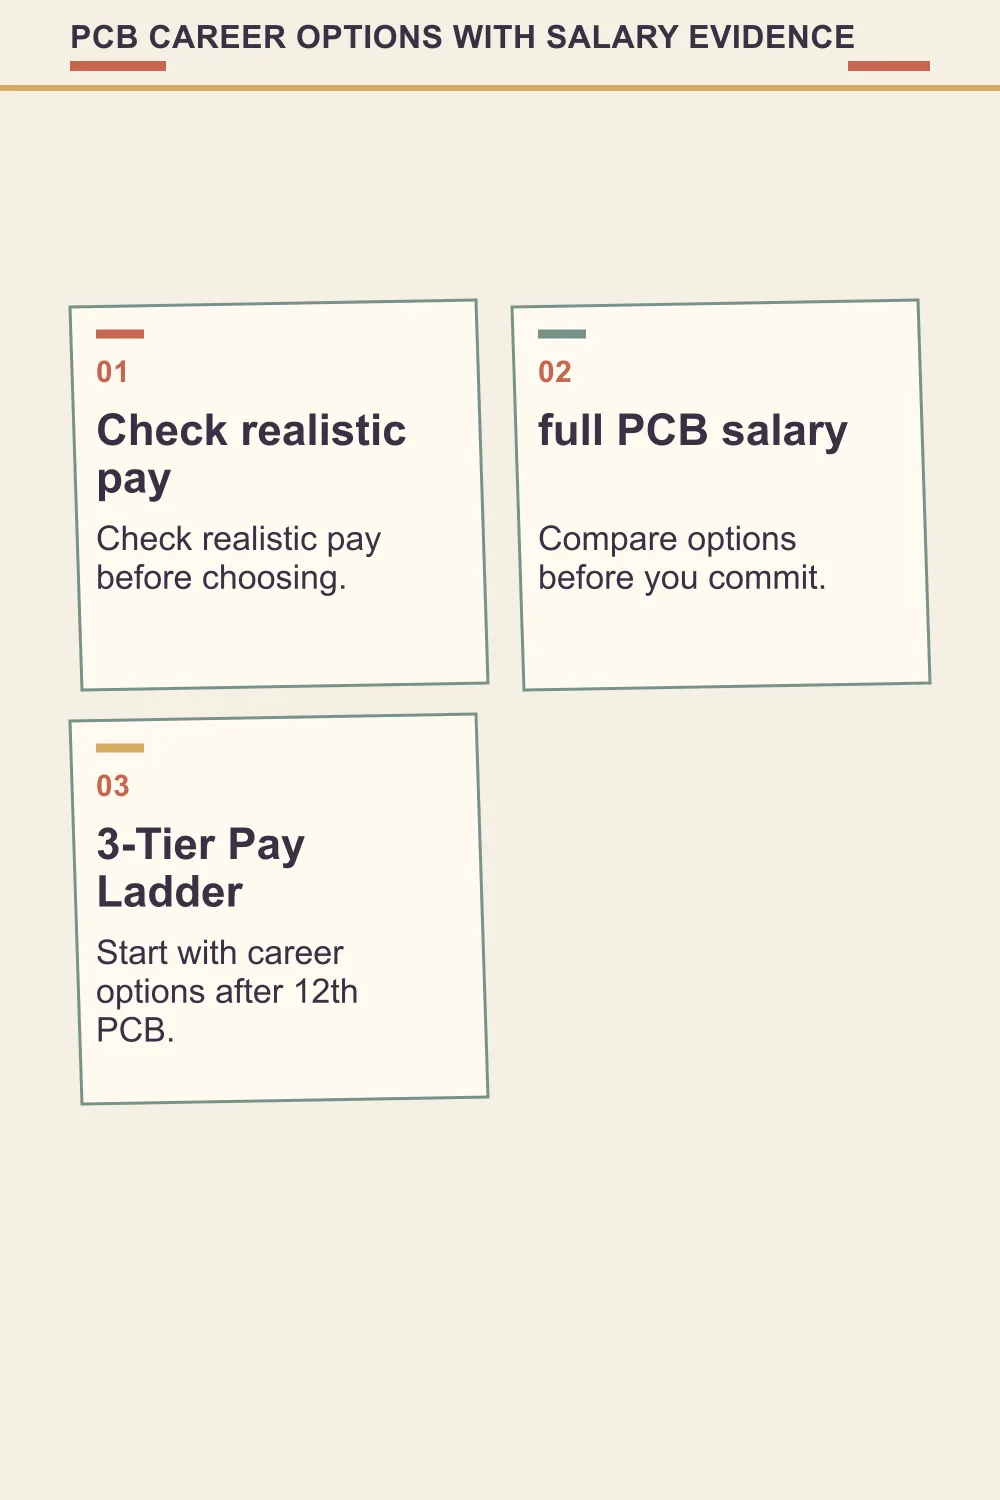 PCB CAREER OPTIONS WITH SALARY EVIDENCE
01
Check realistic
pay
Check realistic pay
before choosing.
02
full PCB salary
Compare options
before you commit.
03
3-Tier Pay
Ladder
Start with career
options after 12th
PCB.